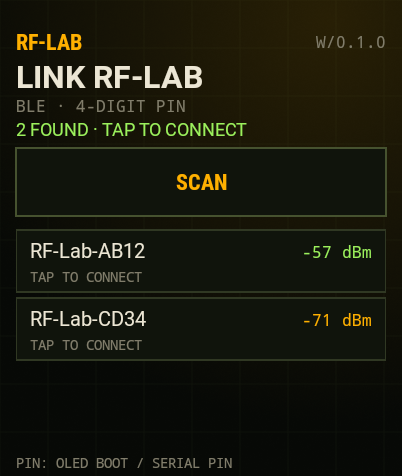 RF-LAB
W/0.1.0
LINK RF-LAB
BLE · 4-DIGIT PIN
2 FOUND · TAP TO CONNECT
SCAN
RF-Lab-AB12
-57 dBm
TAP TO CONNECT
RF-Lab-CD34
-71 dBm
TAP TO CONNECT
PIN: OLED BOOT / SERIAL PIN